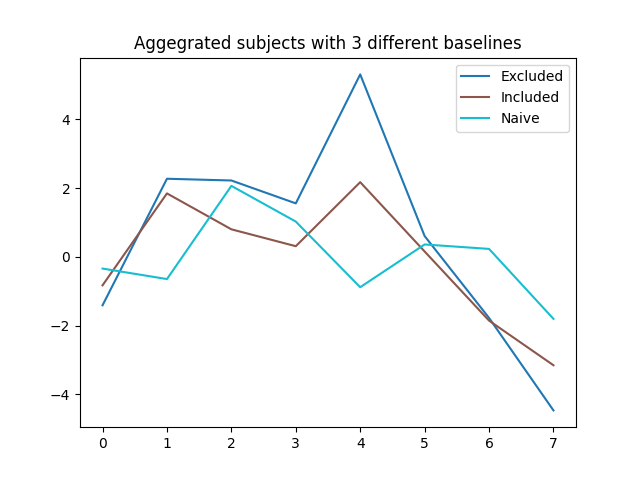 Aggegrated subjects with 3 different baselines
Excluded
Included
Naive
4
2
0
−2
−4
0 1 2 3 4 5 6 7